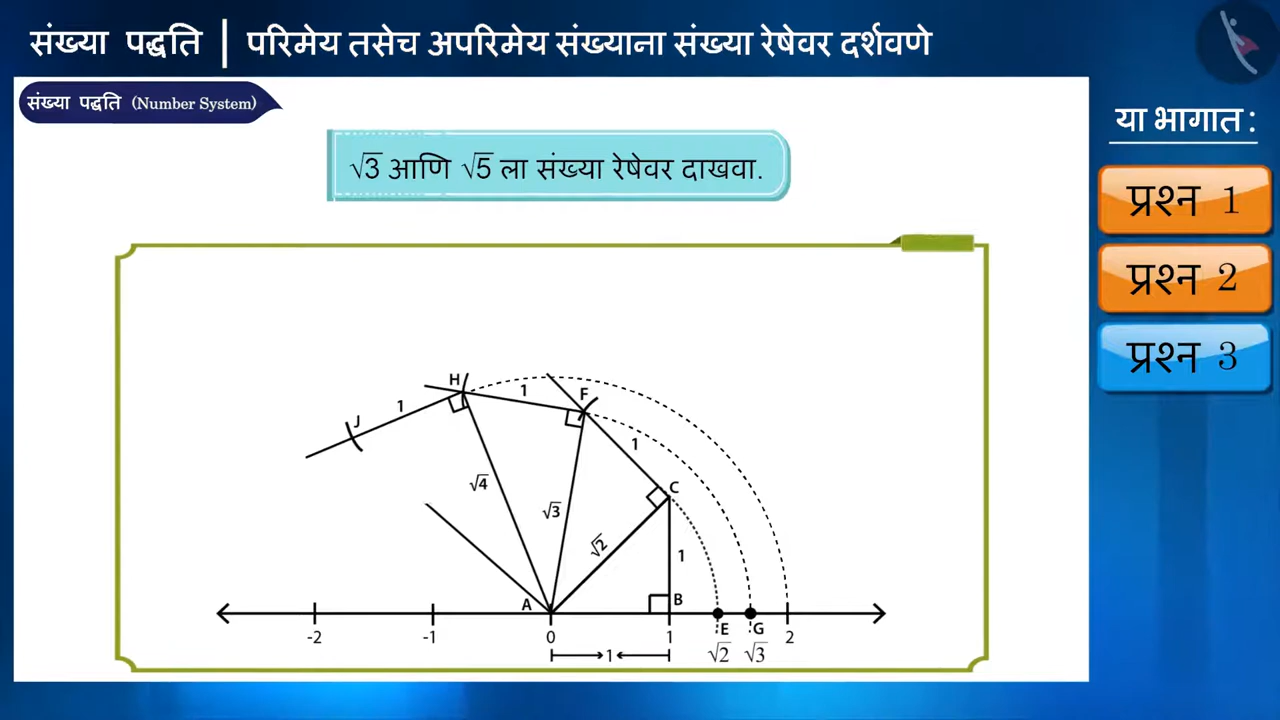 संख्या पद्धति | परिमेय तसेच अपरिमेय संख्याना संख्या रेषेवर दर्शवणे
संख्या पद्धति (Number System)
या भागात :
√3 आणि √5 ला संख्या रेषेवर दाखवा.
प्रश्न 1
प्रश्न 2
प्रश्न 3
H
1
F
1
J
1
√4
C
√3
√2
1
A
B
-2
-1
0
1
E
G
2
1
√2
√3